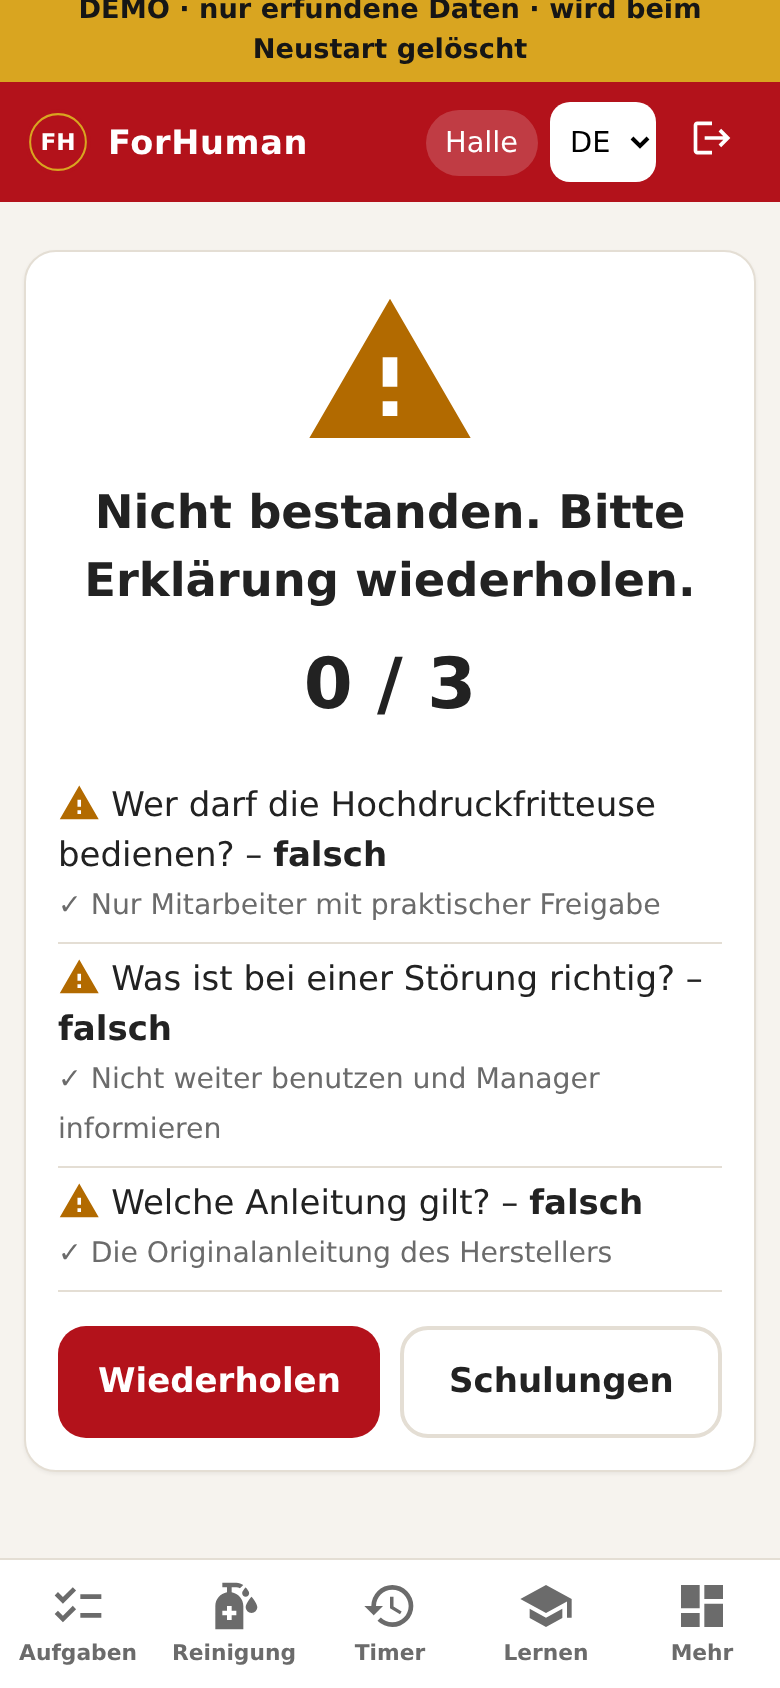 DEMO · nur erfundene Daten · wird beim
Neustart gelöscht
FH ForHuman Halle DE
Nicht bestanden. Bitte
Erklärung wiederholen.
0 / 3
Wer darf die Hochdruckfritteuse
bedienen? – falsch
✓ Nur Mitarbeiter mit praktischer Freigabe
Was ist bei einer Störung richtig? –
falsch
✓ Nicht weiter benutzen und Manager
informieren
Welche Anleitung gilt? – falsch
✓ Die Originalanleitung des Herstellers
Wiederholen Schulungen
Aufgaben Reinigung Timer Lernen Mehr